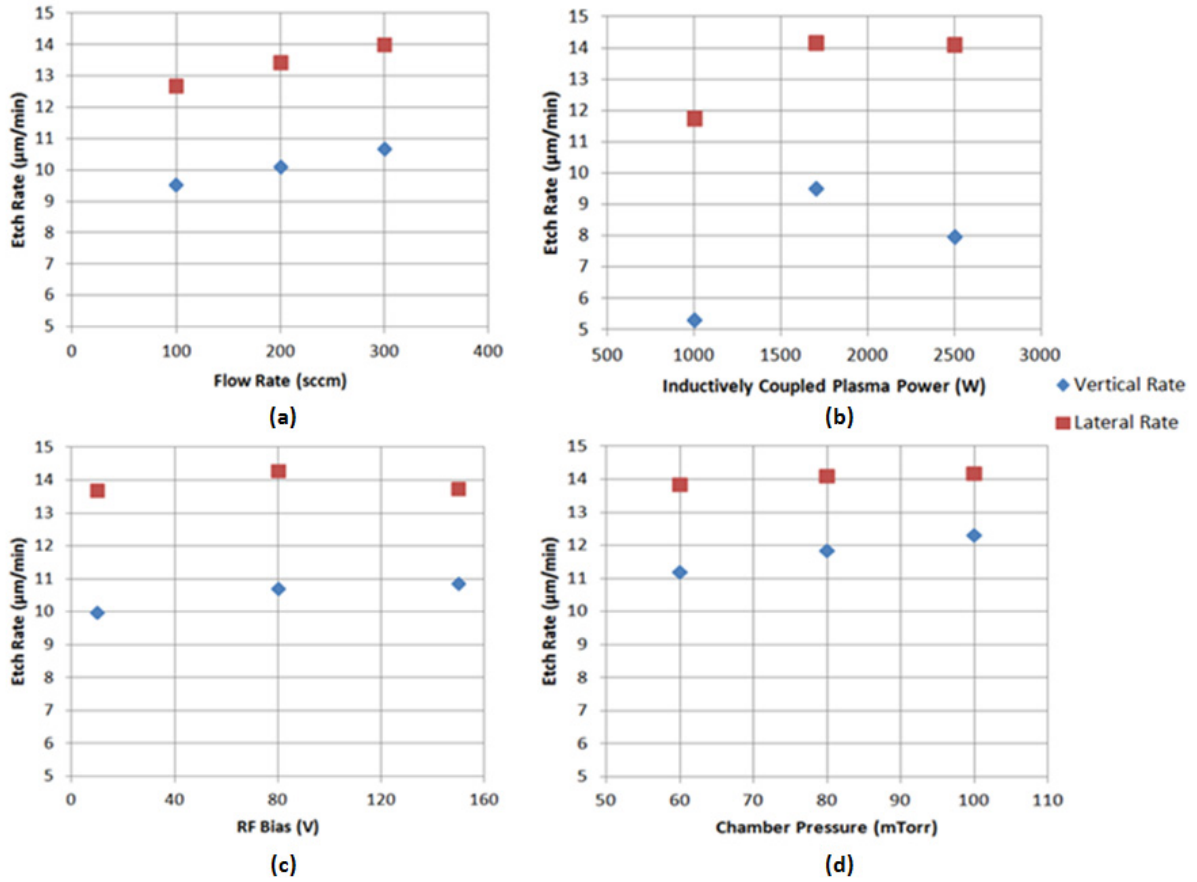 15
14
13
12
11
10
9
8
7
6
5
Etch Rate (µm/min)
0 100 200 300 400
Flow Rate (sccm)
(a)
15
14
13
12
11
10
9
8
7
6
5
Etch Rate (µm/min)
500 1000 1500 2000 2500 3000
Inductively Coupled Plasma Power (W)
(b)
Vertical Rate
Lateral Rate
15
14
13
12
11
10
9
8
7
6
5
Etch Rate (µm/min)
0 40 80 120 160
RF Bias (V)
(c)
15
14
13
12
11
10
9
8
7
6
5
Etch Rate (µm/min)
50 60 70 80 90 100 110
Chamber Pressure (mTorr)
(d)